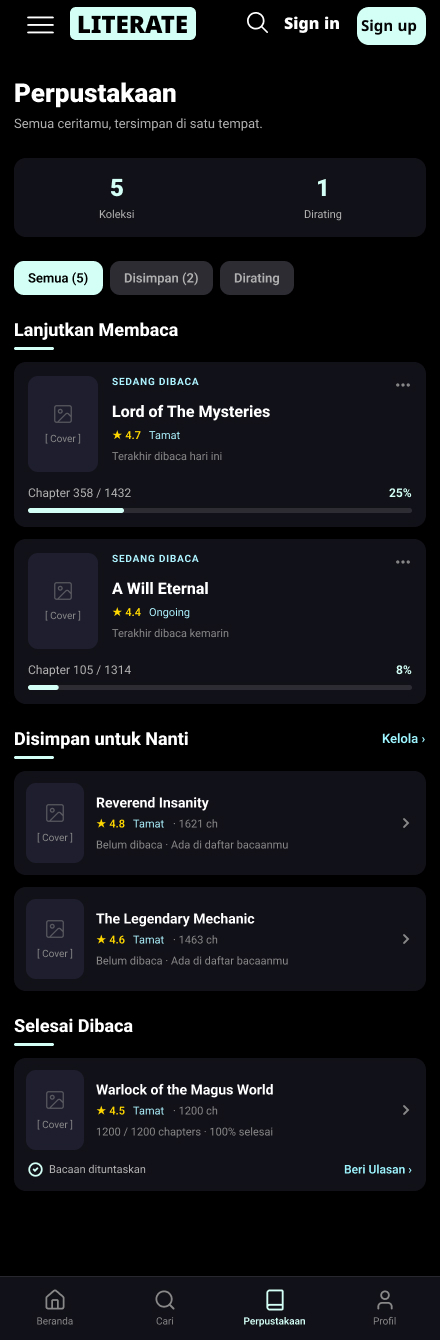 LITERATE Sign in Sign up
Perpustakaan
Semua ceritamu, tersimpan di satu tempat.
5 1
Koleksi Dirating
Semua (5) Disimpan (2) Dirating
Lanjutkan Membaca
SEDANG DIBACA
Lord of The Mysteries
★ 4.7 Tamat
[ Cover ]
Terakhir dibaca hari ini
Chapter 358 / 1432 25%
SEDANG DIBACA
A Will Eternal
★ 4.4 Ongoing
[ Cover ]
Terakhir dibaca kemarin
Chapter 105 / 1314 8%
Disimpan untuk Nanti Kelola ›
Reverend Insanity
★ 4.8 Tamat · 1621 ch
[ Cover ]
Belum dibaca · Ada di daftar bacaanmu
The Legendary Mechanic
★ 4.6 Tamat · 1463 ch
[ Cover ]
Belum dibaca · Ada di daftar bacaanmu
Selesai Dibaca
Warlock of the Magus World
★ 4.5 Tamat · 1200 ch
[ Cover ]
1200 / 1200 chapters · 100% selesai
Bacaan dituntaskan Beri Ulasan ›
Beranda Cari Perpustakaan Profil